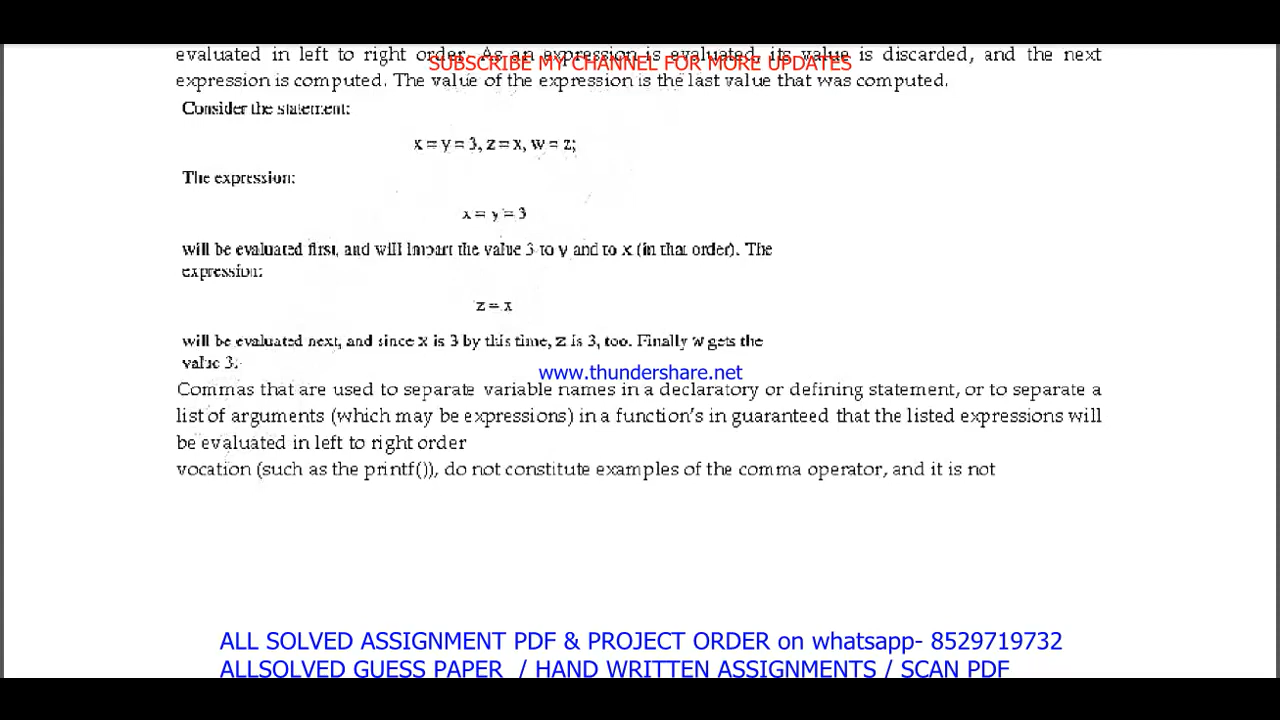 evaluated in left to right order. As an expression is evaluated, its value is discarded, and the next
SUBSCRIBE MY CHANNEL FOR MORE UPDATES
expression is computed. The value of the expression is the last value that was computed.
Consider the statement:
x = y = 3, z = x, w = z;
The expression:
x = y = 3
will be evaluated first, and will impart the value 3 to y and to x (in that order). The
expression:
z = x
will be evaluated next, and since x is 3 by this time, z is 3, too. Finally w gets the
value 3.
www.thundershare.net
Commas that are used to separate variable names in a declaratory or defining statement, or to separate a
list of arguments (which may be expressions) in a function's in guaranteed that the listed expressions will
be evaluated in left to right order
vocation (such as the printf()), do not constitute examples of the comma operator, and it is not
ALL SOLVED ASSIGNMENT PDF & PROJECT ORDER on whatsapp- 8529719732
ALLSOLVED GUESS PAPER / HAND WRITTEN ASSIGNMENTS / SCAN PDF